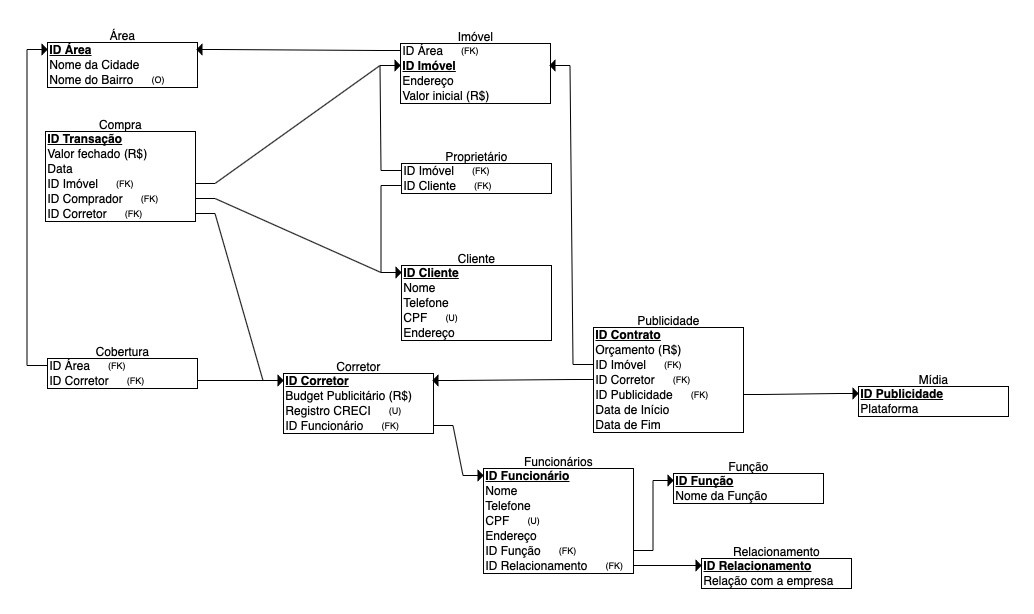 Área
ID Área
Nome da Cidade
Nome do Bairro (O)
Imóvel
ID Área (FK)
ID Imóvel
Endereço
Valor inicial (R$)
Compra
ID Transação
Valor fechado (R$)
Data
ID Imóvel (FK)
ID Comprador (FK)
ID Corretor (FK)
Proprietário
ID Imóvel (FK)
ID Cliente (FK)
Cliente
ID Cliente
Nome
Telefone
CPF (U)
Endereço
Publicidade
ID Contrato
Orçamento (R$)
ID Imóvel (FK)
ID Corretor (FK)
ID Publicidade (FK)
Data de Início
Data de Fim
Cobertura
ID Área (FK)
ID Corretor (FK)
Corretor
ID Corretor
Budget Publicitário (R$)
Registro CRECI (U)
ID Funcionário (FK)
Mídia
ID Publicidade
Plataforma
Funcionários
ID Funcionário
Nome
Telefone
CPF (U)
Endereço
ID Função (FK)
ID Relacionamento (FK)
Função
ID Função
Nome da Função
Relacionamento
ID Relacionamento
Relação com a empresa